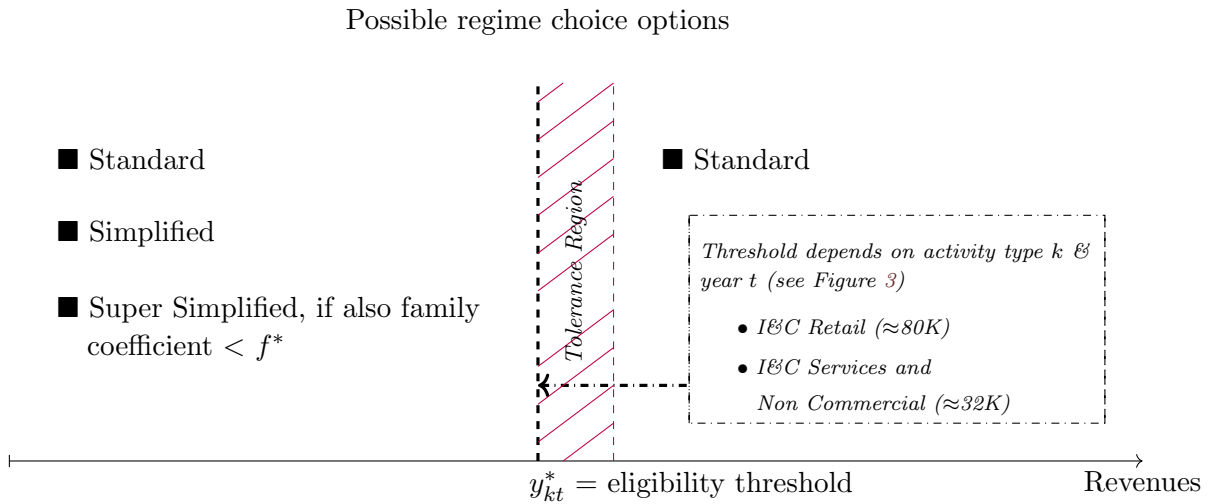 Possible regime choice options
■ Standard
■ Simplified
■ Super Simplified, if also family
coefficient < f*
Tolerance Region
■ Standard
Threshold depends on activity type k &
year t (see Figure 3)
• I&C Retail (≈80K)
• I&C Services and
Non Commercial (≈32K)
y*kt = eligibility threshold
Revenues